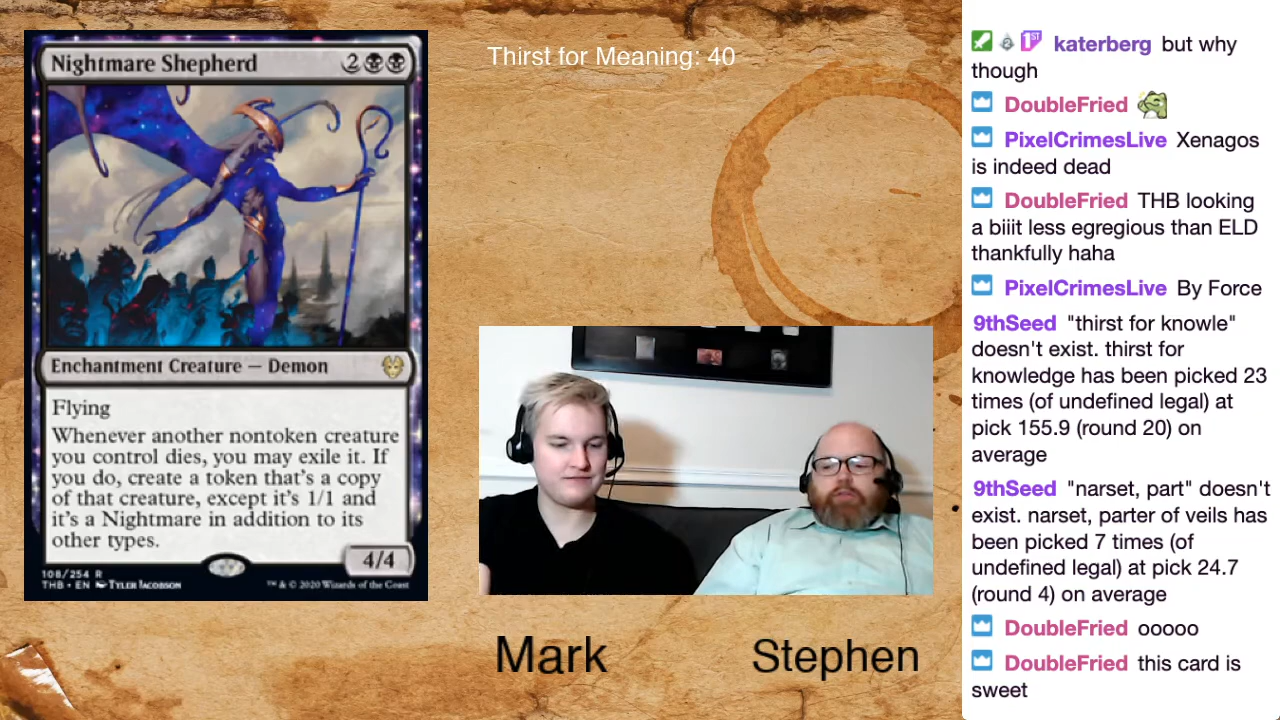 Nightmare Shepherd 2
Enchantment Creature — Demon
Flying
Whenever another nontoken creature
you control dies, you may exile it. If
you do, create a token that's a copy
of that creature, except it's 1/1 and
it's a Nightmare in addition to its
other types.
4/4
108/254 R
THB • EN Tyler Jacobson
™ & © 2020 Wizards of the Coast
Thirst for Meaning: 40
Mark
Stephen
2 1ST katerberg but why
though
DoubleFried
PixelCrimesLive Xenagos
is indeed dead
DoubleFried THB looking
a biiit less egregious than ELD
thankfully haha
PixelCrimesLive By Force
9thSeed "thirst for knowle"
doesn't exist. thirst for
knowledge has been picked 23
times (of undefined legal) at
pick 155.9 (round 20) on
average
9thSeed "narset, part" doesn't
exist. narset, parter of veils has
been picked 7 times (of
undefined legal) at pick 24.7
(round 4) on average
DoubleFried ooooo
DoubleFried this card is
sweet